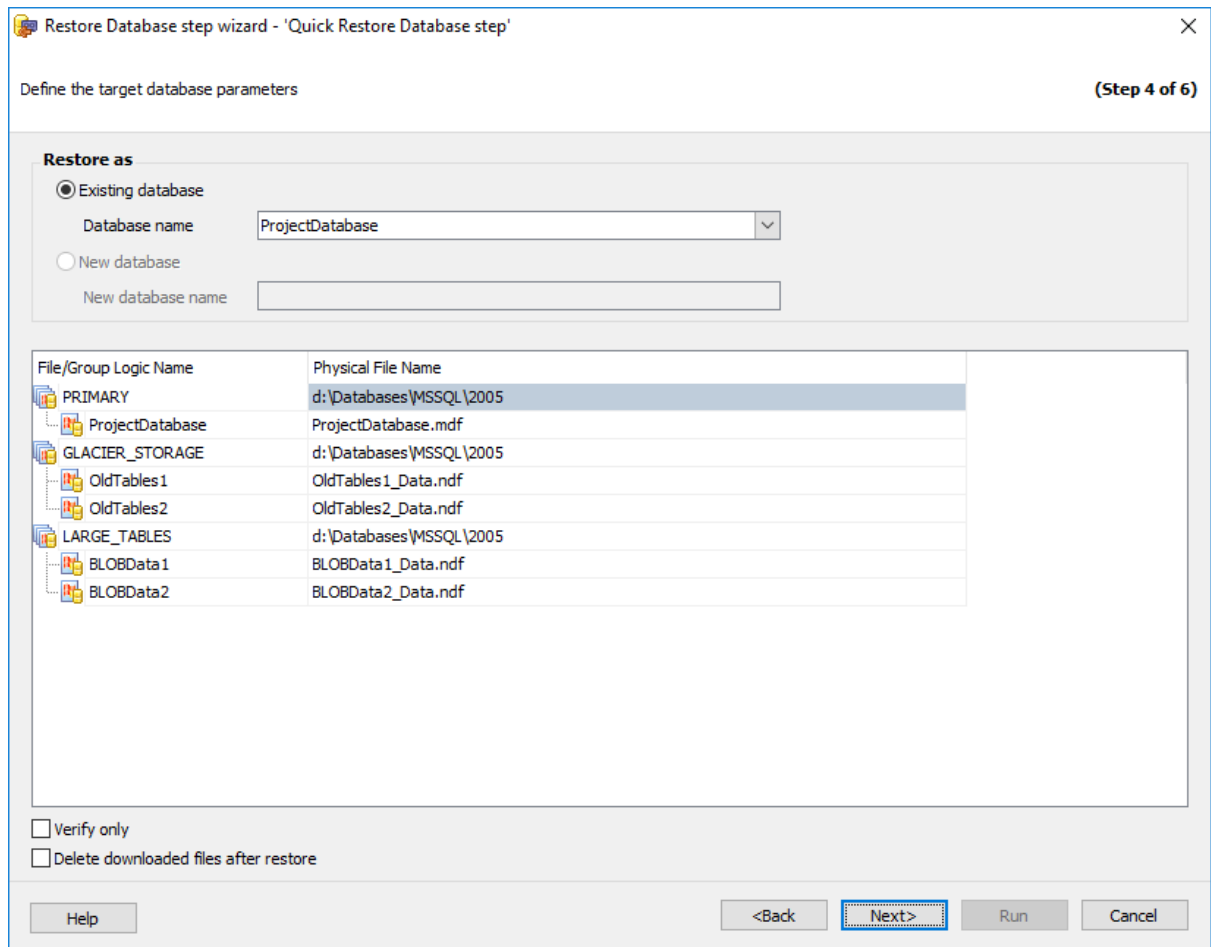 Restore Database step wizard - 'Quick Restore Database step'
Define the target database parameters (Step 4 of 6)
Restore as
Existing database
Database name ProjectDatabase
New database
New database name
File/Group Logic Name Physical File Name
PRIMARY d:\Databases\MSSQL\2005
ProjectDatabase ProjectDatabase.mdf
GLACIER_STORAGE d:\Databases\MSSQL\2005
OldTables1 OldTables1_Data.ndf
OldTables2 OldTables2_Data.ndf
LARGE_TABLES d:\Databases\MSSQL\2005
BLOBData1 BLOBData1_Data.ndf
BLOBData2 BLOBData2_Data.ndf
Verify only
Delete downloaded files after restore
Help <Back Next> Run Cancel